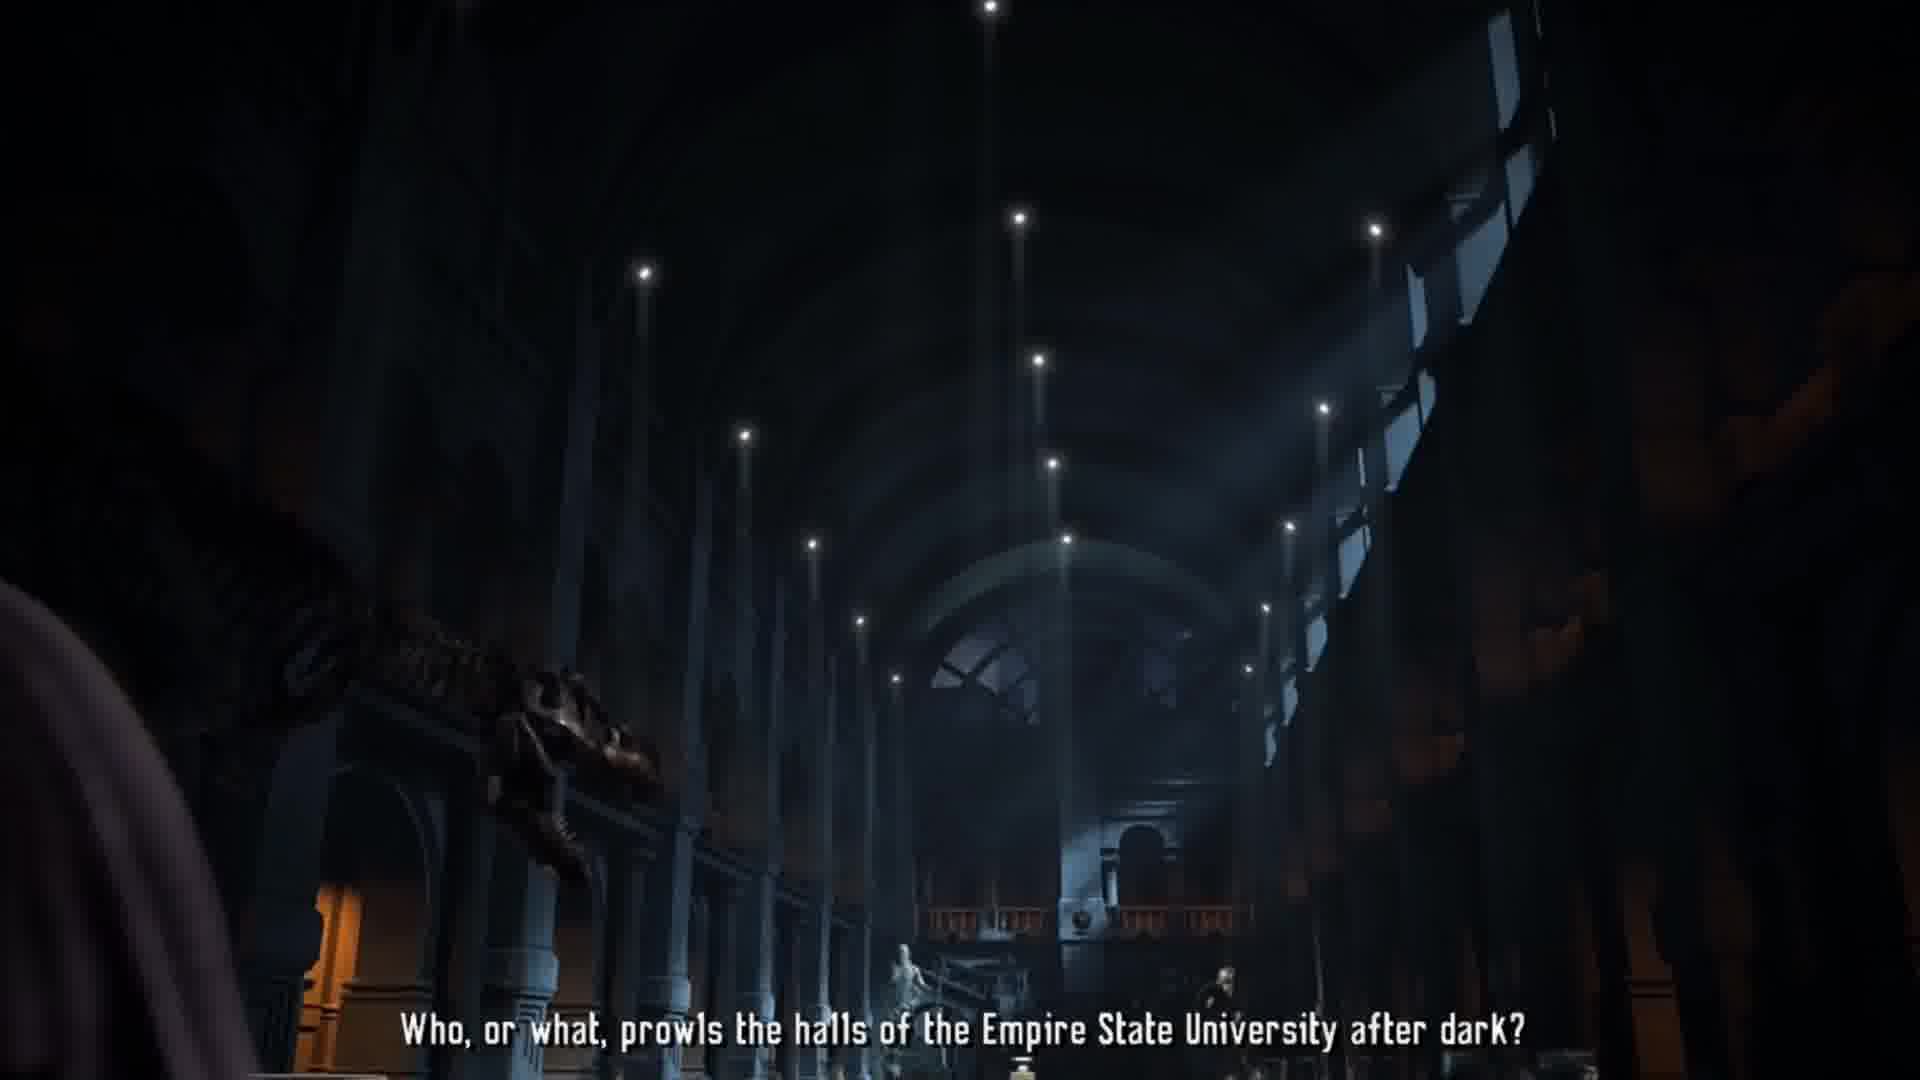 Who, or what, prowls the halls of the Empire State University after dark?